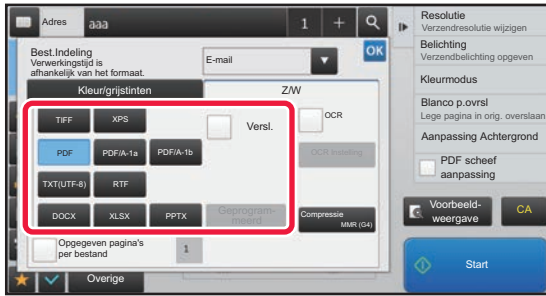 Adres
aaa
1
+
Best.Indeling
Verwerkingstijd is
afhankelijk van het formaat.
E-mail
OK
Kleur/grijstinten
Z/W
TIFF
XPS
Versl.
OCR
PDF
PDF/A-1a
PDF/A-1b
OCR Instelling
TXT(UTF-8)
RTF
DOCX
XLSX
PPTX
Geprogram-
meerd
Compressie
MMR (G4)
Opgegeven pagina's
per bestand
1
Overige
Resolutie
Verzendresolutie wijzigen
Belichting
Verzendbelichting opgeven
Kleurmodus
Blanco p.ovrsl
Lege pagina in orig. overslaan
Aanpassing Achtergrond
PDF scheef
aanpassing
Voorbeeld-
weergave
CA
Start